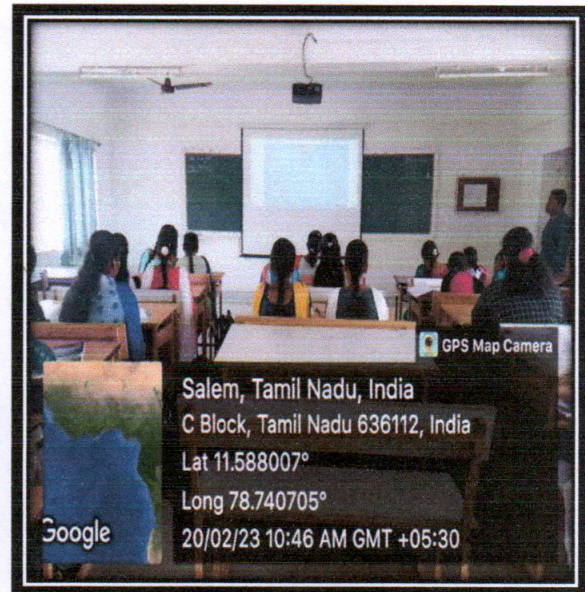 GPS Map Camera
Salem, Tamil Nadu, India
C Block, Tamil Nadu 636112, India
Lat 11.588007°
Long 78.740705°
20/02/23 10:46 AM GMT +05:30
Google